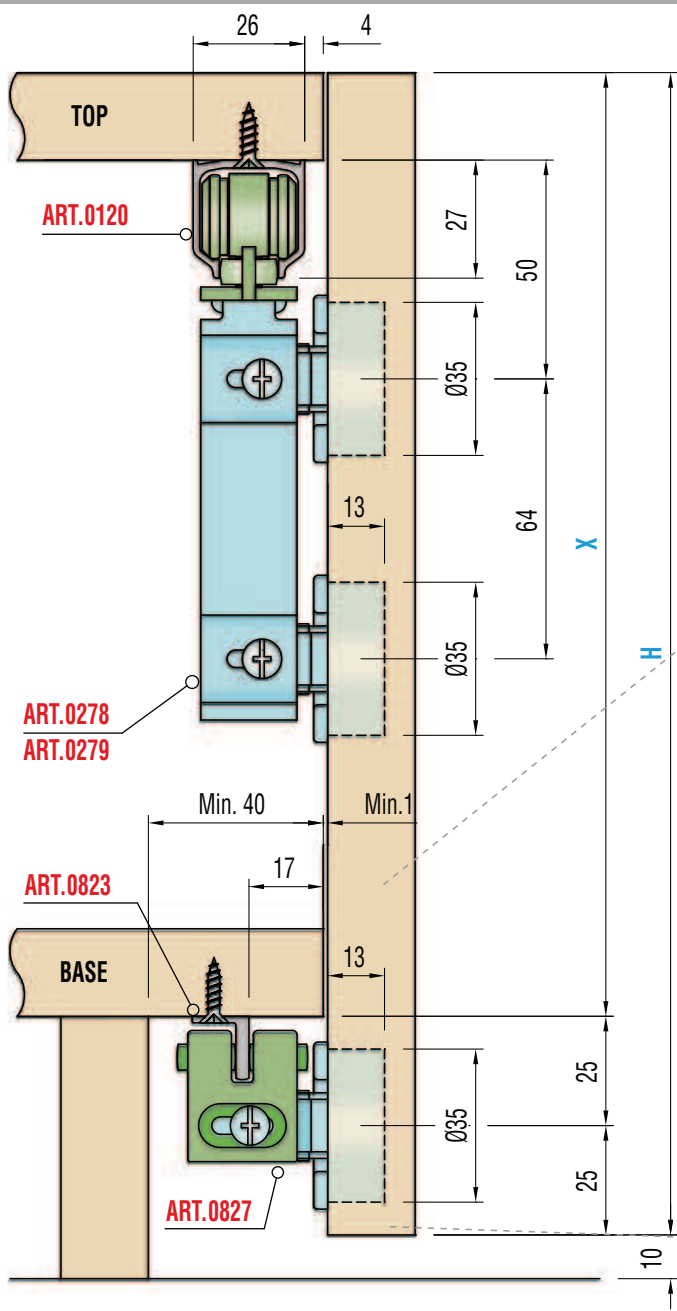 26
4
TOP
ART.0120
27
50
Ø35
13
64
X
H
Ø35
ART.0278
ART.0279
Min. 40
Min.1
17
ART.0823
13
BASE
25
Ø35
25
ART.0827
10